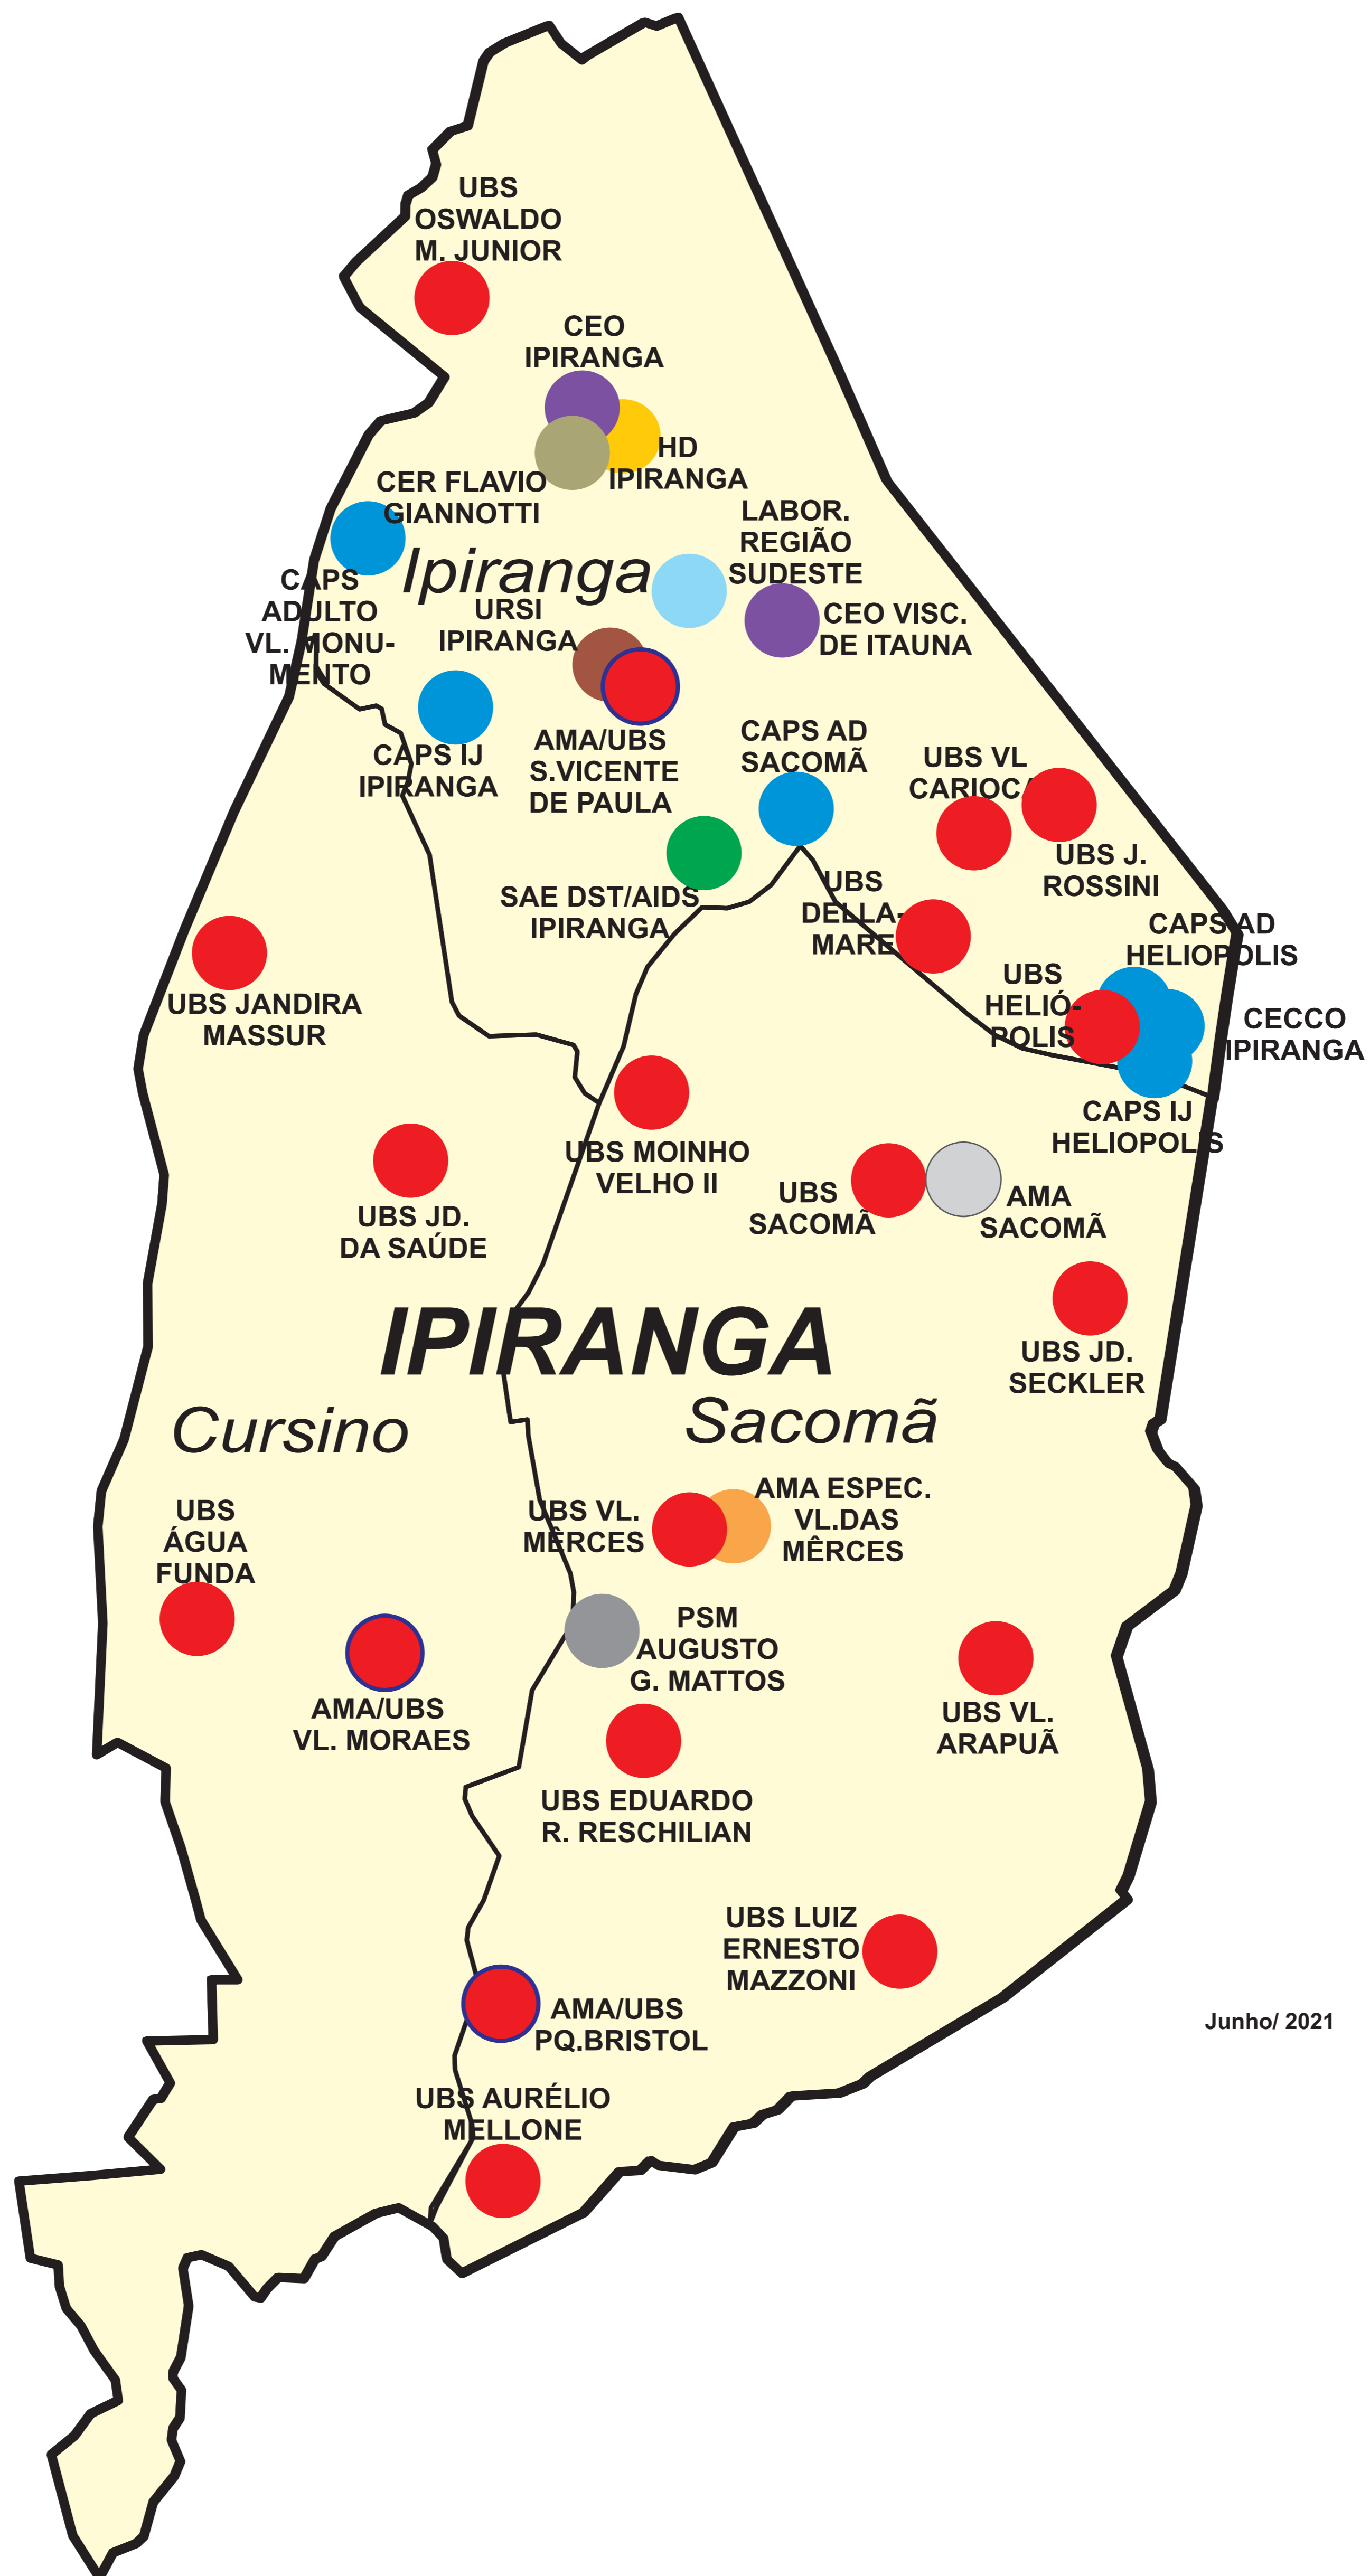 UBS
OSWALDO
M. JUNIOR
CEO
IPIRANGA
HD
IPIRANGA
CER FLAVIO
GIANNOTTI
LABOR.
REGIÃO
SUDESTE
Ipiranga
CAPS
ADULTO
VL. MONU-
MENTO
URSI
IPIRANGA
CEO VISC.
DE ITAUNA
CAPS IJ
IPIRANGA
AMA/UBS
S.VICENTE
DE PAULA
CAPS AD
SACOMÃ
UBS VL
CARIOCA
UBS J.
ROSSINI
SAE DST/AIDS
IPIRANGA
UBS
DELLA-
MARE
CAPS AD
HELIOPOLIS
UBS
HELIÓ-
POLIS
CECCO
IPIRANGA
UBS JANDIRA
MASSUR
CAPS IJ
HELIOPOLIS
UBS MOINHO
VELHO II
UBS
SACOMÃ
AMA
SACOMÃ
UBS JD.
DA SAÚDE
UBS JD.
SECKLER
IPIRANGA
Cursino
Sacomã
UBS VL.
MÊRCES
AMA ESPEC.
VL.DAS
MÊRCES
UBS
ÁGUA
FUNDA
PSM
AUGUSTO
G. MATTOS
AMA/UBS
VL. MORAES
UBS VL.
ARAPUÃ
UBS EDUARDO
R. RESCHILIAN
UBS LUIZ
ERNESTO
MAZZONI
AMA/UBS
PQ.BRISTOL
Junho/ 2021
UBS AURÉLIO
MELLONE